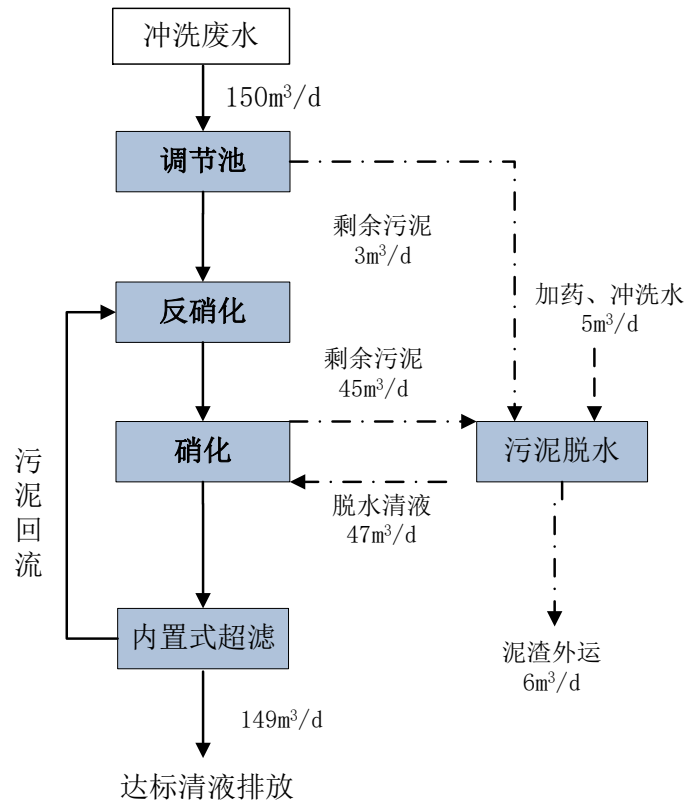 冲洗废水
150m³/d
调节池
剩余污泥
3m³/d
加药、冲洗水
5m³/d
反硝化
剩余污泥
45m³/d
硝化
污泥脱水
脱水清液
47m³/d
污泥回流
内置式超滤
泥渣外运
6m³/d
149m³/d
达标清液排放